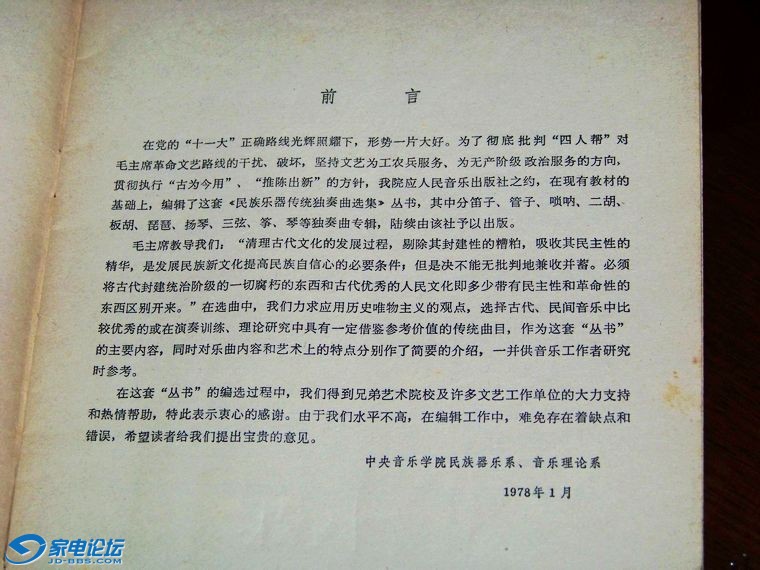 前言
在党的“十一大”正确路线光辉照耀下，形势一片大好。为了彻底批判“四人帮”对
毛主席革命文艺路线的干扰、破坏，坚持文艺为工农兵服务、为无产阶级政治服务的方向，
贯彻执行“古为今用”、“推陈出新”的方针，我院应人民音乐出版社之约，在现有教材的
基础上，编辑了这套《民族乐器传统独奏曲选集》丛书，其中分笛子、管子、唢呐、二胡、
板胡、琵琶、扬琴、三弦、筝、琴等独奏曲专辑，陆续由该社予以出版。
毛主席教导我们：“清理古代文化的发展过程，剔除其封建性的糟粕，吸收其民主性的
精华，是发展民族新文化提高民族自信心的必要条件；但是决不能无批判地兼收并蓄。必须
将古代封建统治阶级的一切腐朽的东西和古代优秀的人民文化即多少带有民主性和革命性的
东西区别开来。”在选曲中，我们力求应用历史唯物主义的观点，选择古代、民间音乐中比
较优秀的或在演奏训练、理论研究中具有一定借鉴参考价值的传统曲目，作为这套“丛书”
的主要内容，同时对乐曲内容和艺术上的特点分别作了简要的介绍，一并供音乐工作者研究
时参考。
在这套“丛书”的编选过程中，我们得到兄弟艺术院校及许多文艺工作单位的大力支持
和热情帮助，特此表示衷心的感谢。由于我们水平不高，在编辑工作中，难免存在着缺点和
错误，希望读者给我们提出宝贵的意见。
中央音乐学院民族器乐系、音乐理论系
1978年1月
家电论坛
JD-BBS.COM